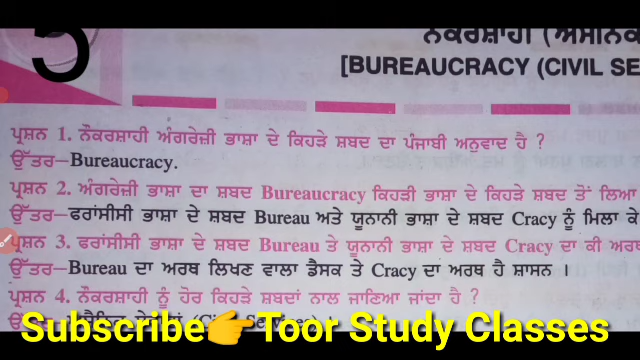 5
ਨੌਕਰਸ਼ਾਹੀ
[BUREAUCRACY (CIVIL SE
ਪ੍ਰਸ਼ਨ 1. ਨੌਕਰਸ਼ਾਹੀ ਅੰਗਰੇਜ਼ੀ ਭਾਸ਼ਾ ਦੇ ਕਿਹੜੇ ਸ਼ਬਦ ਦਾ ਪੰਜਾਬੀ ਅਨੁਵਾਦ ਹੈ ?
ਉੱਤਰ—Bureaucracy.
ਪ੍ਰਸ਼ਨ 2. ਅੰਗਰੇਜ਼ੀ ਭਾਸ਼ਾ ਦਾ ਸ਼ਬਦ Bureaucracy ਕਿਹੜੀ ਭਾਸ਼ਾ ਦੇ ਕਿਹੜੇ ਸ਼ਬਦ ਤੋਂ ਲਿਆ
ਉੱਤਰ—ਫਰਾਂਸੀਸੀ ਭਾਸ਼ਾ ਦੇ ਸ਼ਬਦ Bureau ਅਤੇ ਯੂਨਾਨੀ ਭਾਸ਼ਾ ਦੇ ਸ਼ਬਦ Cracy ਨੂੰ ਮਿਲਾ ਕੇ
ਪ੍ਰਸ਼ਨ 3. ਫਰਾਂਸੀਸੀ ਭਾਸ਼ਾ ਦੇ ਸ਼ਬਦ Bureau ਤੇ ਯੂਨਾਨੀ ਭਾਸ਼ਾ ਦੇ ਸ਼ਬਦ Cracy ਦਾ ਕੀ ਅਰਥ
ਉੱਤਰ—Bureau ਦਾ ਅਰਥ ਲਿਖਣ ਵਾਲਾ ਡੈਸਕ ਤੇ Cracy ਦਾ ਅਰਥ ਹੈ ਸ਼ਾਸਨ ।
ਪ੍ਰਸ਼ਨ 4. ਨੌਕਰਸ਼ਾਹੀ ਨੂੰ ਹੋਰ ਕਿਹੜੇ ਸ਼ਬਦਾਂ ਨਾਲ ਜਾਣਿਆ ਜਾਂਦਾ ਹੈ ?
Subscribe👉Toor Study Classes